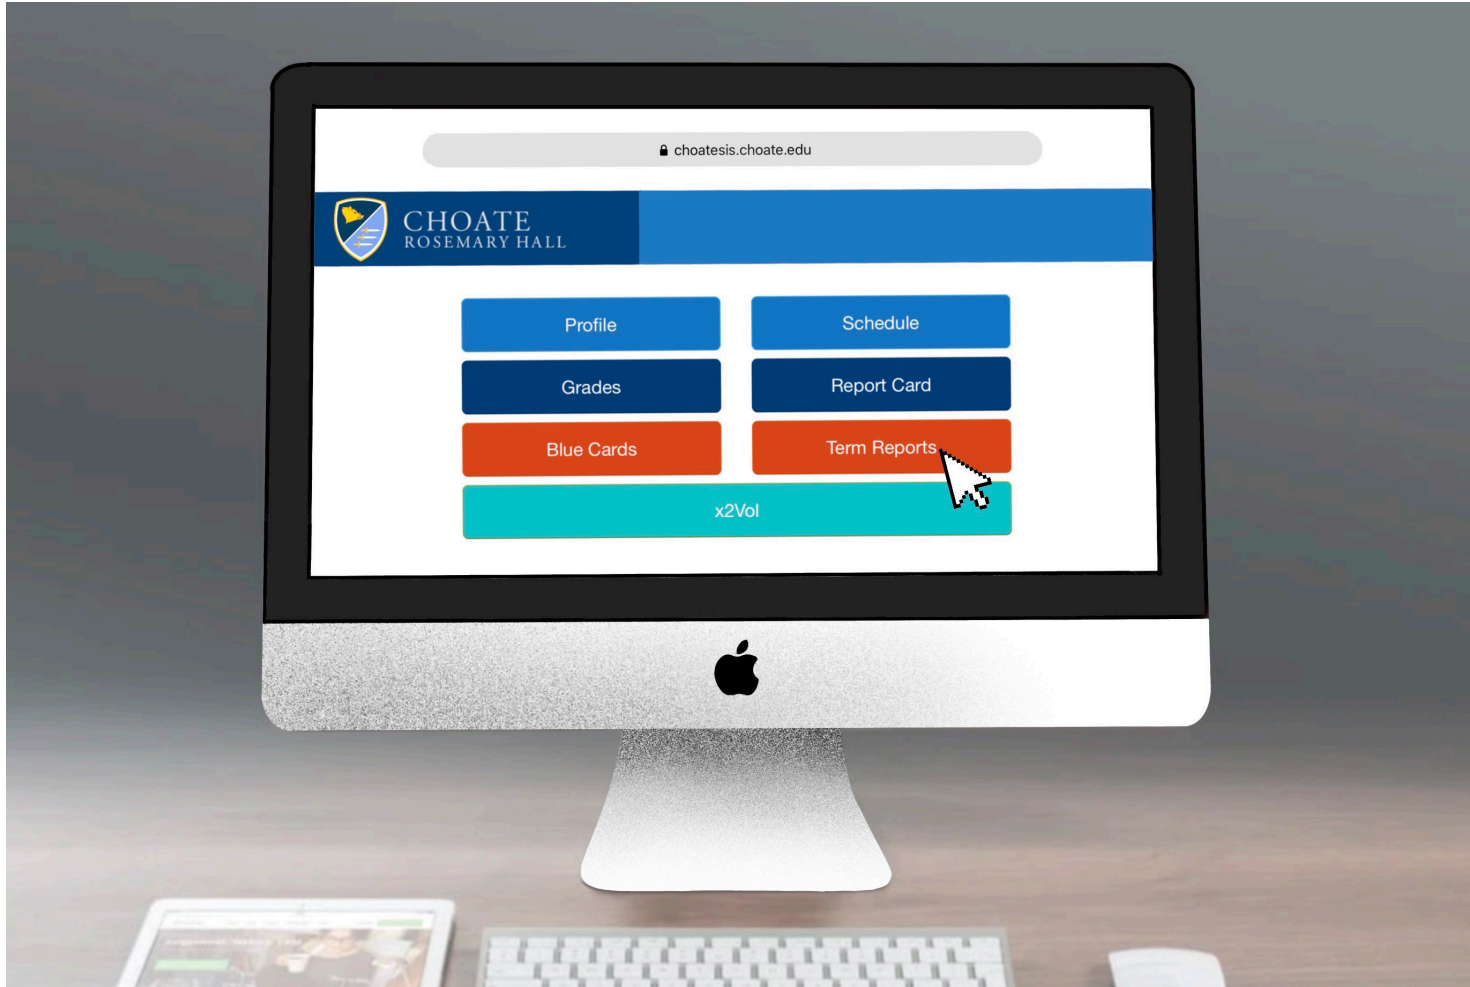 choatesis.choate.edu
CHOATE
ROSEMARY HALL
Profile
Schedule
Grades
Report Card
Blue Cards
Term Reports
x2Vol